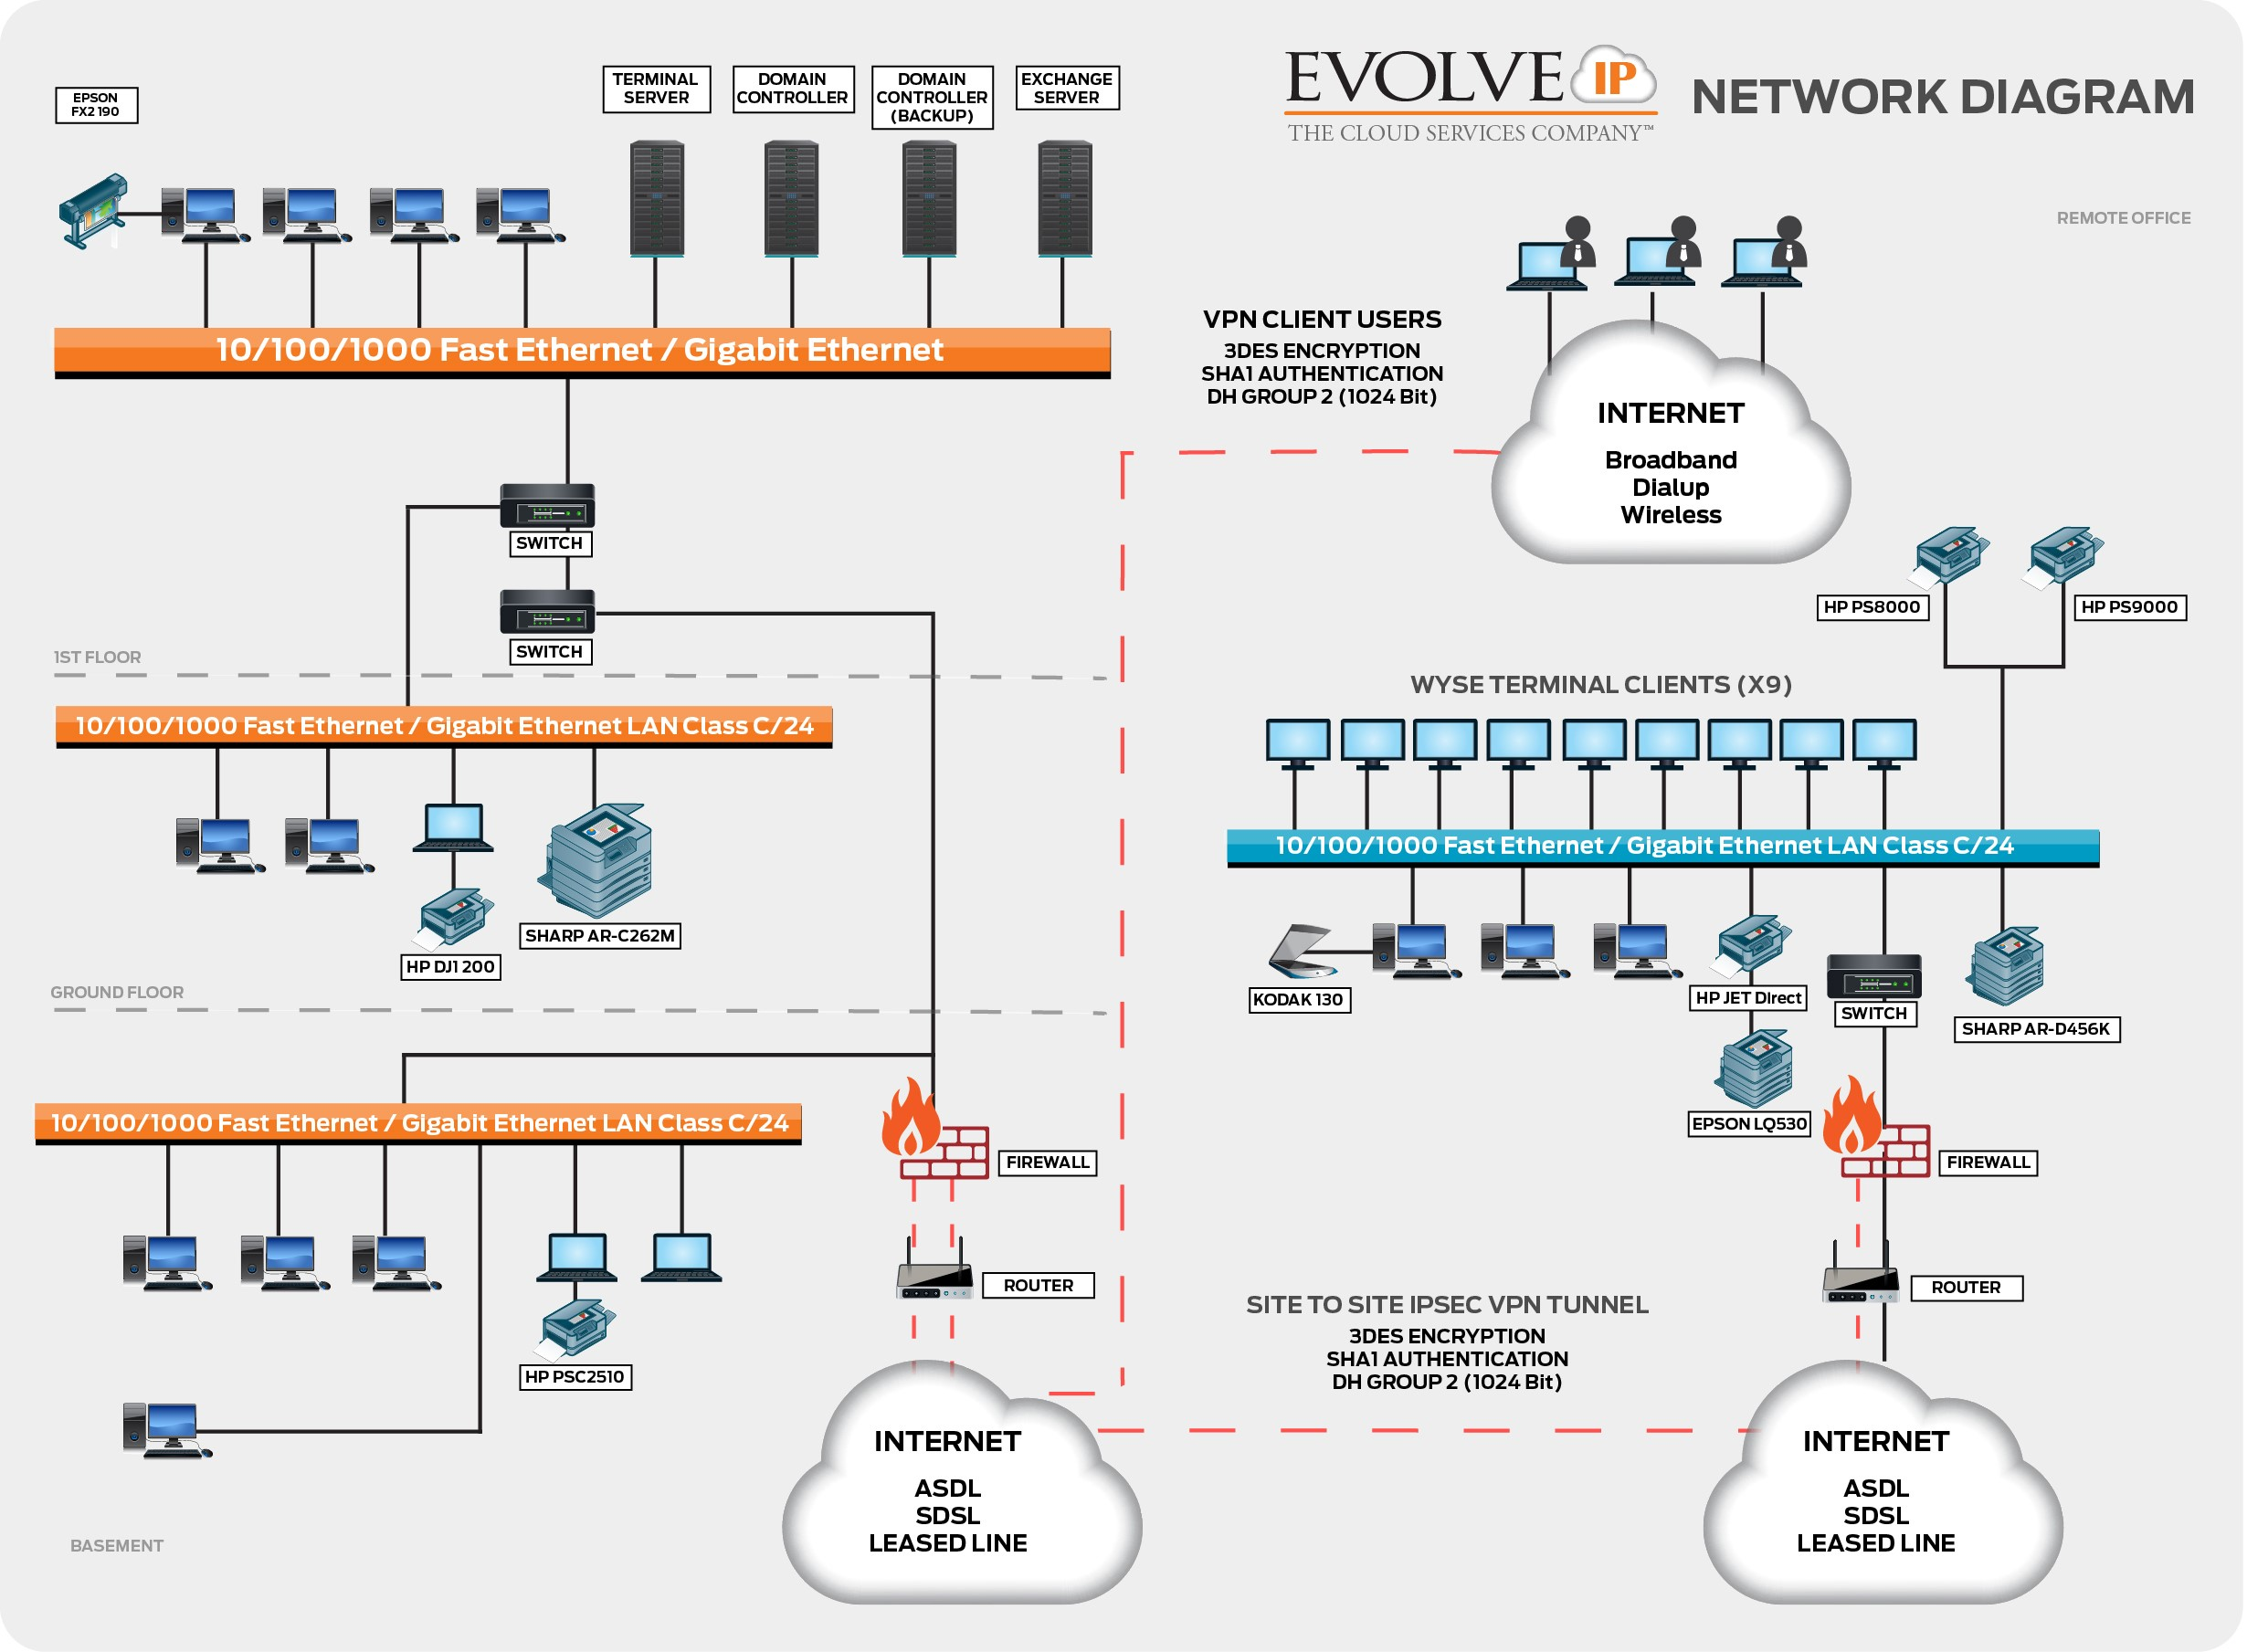 EVOLVE IP
THE CLOUD SERVICES COMPANY™
NETWORK DIAGRAM
EPSON
FX2 190
TERMINAL
SERVER
DOMAIN
CONTROLLER
DOMAIN
CONTROLLER
(BACKUP)
EXCHANGE
SERVER
10/100/1000 Fast Ethernet / Gigabit Ethernet
SWITCH
SWITCH
1ST FLOOR
10/100/1000 Fast Ethernet / Gigabit Ethernet LAN Class C/24
HP DJ1 200
SHARP AR-C262M
GROUND FLOOR
10/100/1000 Fast Ethernet / Gigabit Ethernet LAN Class C/24
HP PSC2510
BASEMENT
FIREWALL
ROUTER
INTERNET
ASDL
SDSL
LEASED LINE
REMOTE OFFICE
VPN CLIENT USERS
3DES ENCRYPTION
SHA1 AUTHENTICATION
DH GROUP 2 (1024 Bit)
INTERNET
Broadband
Dialup
Wireless
HP PS8000
HP PS9000
WYSE TERMINAL CLIENTS (X9)
10/100/1000 Fast Ethernet / Gigabit Ethernet LAN Class C/24
KODAK 130
HP JET Direct
SWITCH
SHARP AR-D456K
EPSON LQ530
FIREWALL
ROUTER
SITE TO SITE IPSEC VPN TUNNEL
3DES ENCRYPTION
SHA1 AUTHENTICATION
DH GROUP 2 (1024 Bit)
INTERNET
ASDL
SDSL
LEASED LINE